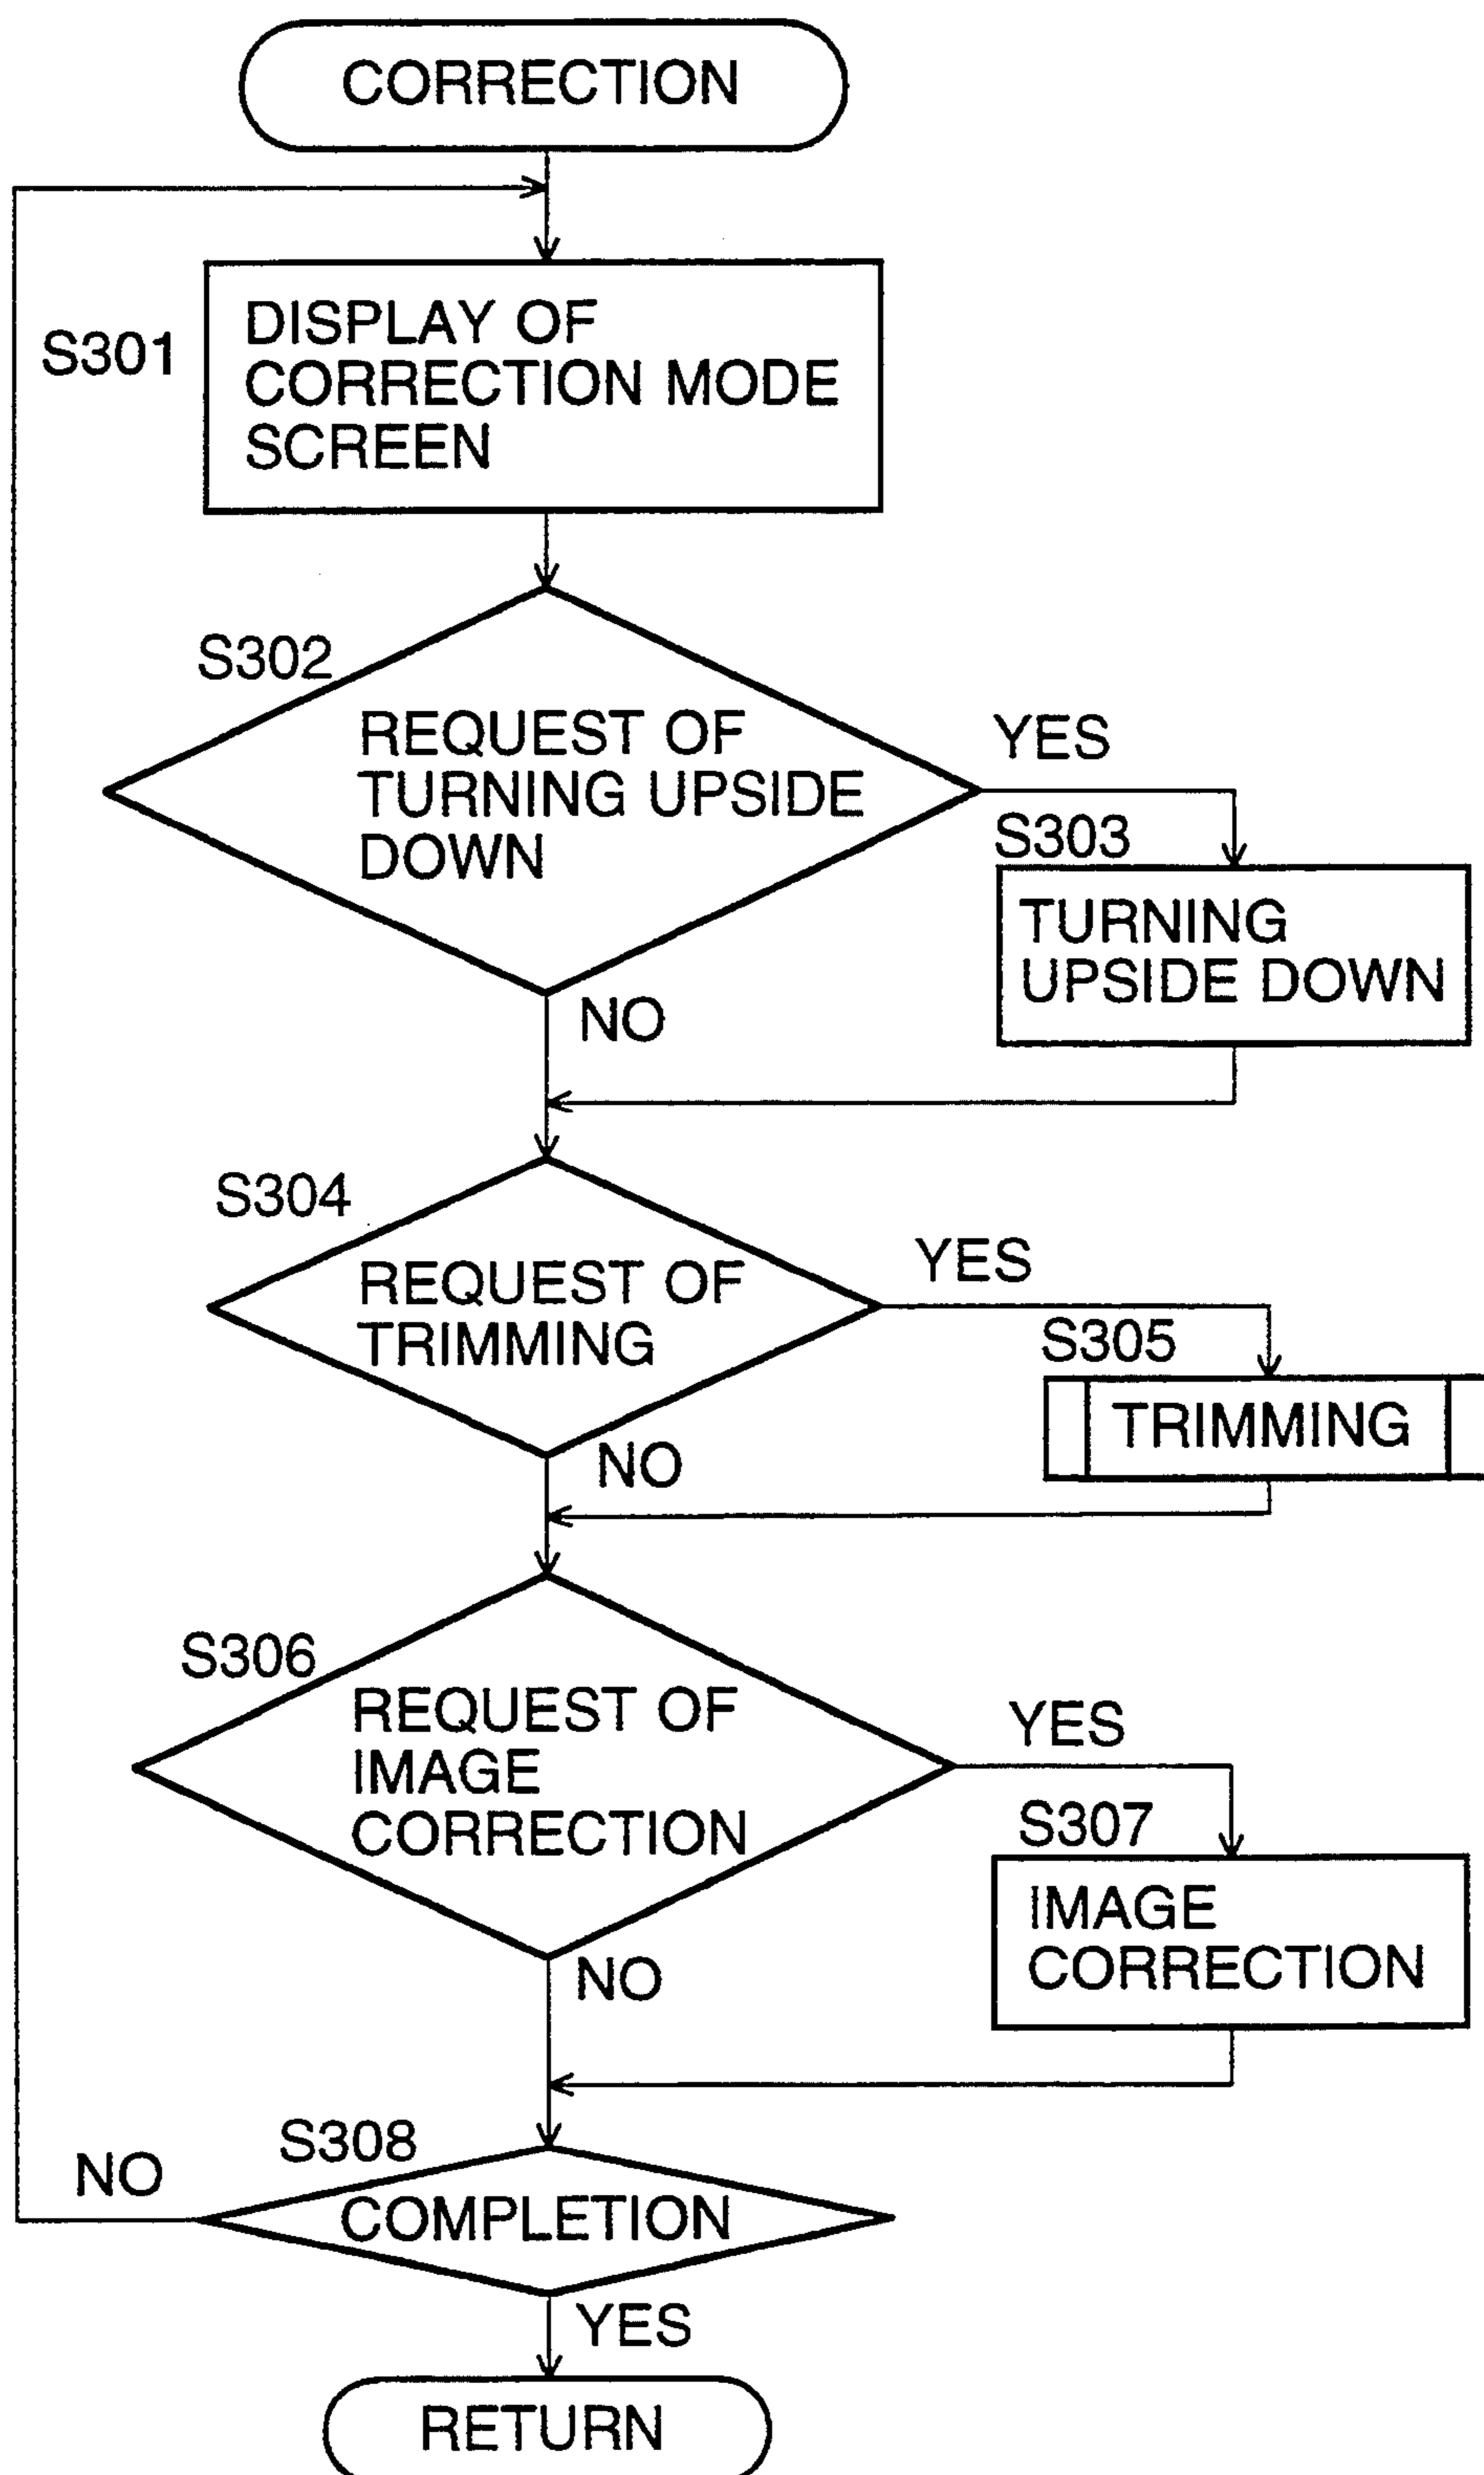 CORRECTION
S301
DISPLAY OF
CORRECTION MODE
SCREEN
S302
REQUEST OF
TURNING UPSIDE
DOWN
YES
S303
TURNING
UPSIDE DOWN
NO
S304
REQUEST OF
TRIMMING
YES
S305
TRIMMING
NO
S306
REQUEST OF
IMAGE
CORRECTION
YES
S307
IMAGE
CORRECTION
NO
S308
NO
COMPLETION
YES
RETURN